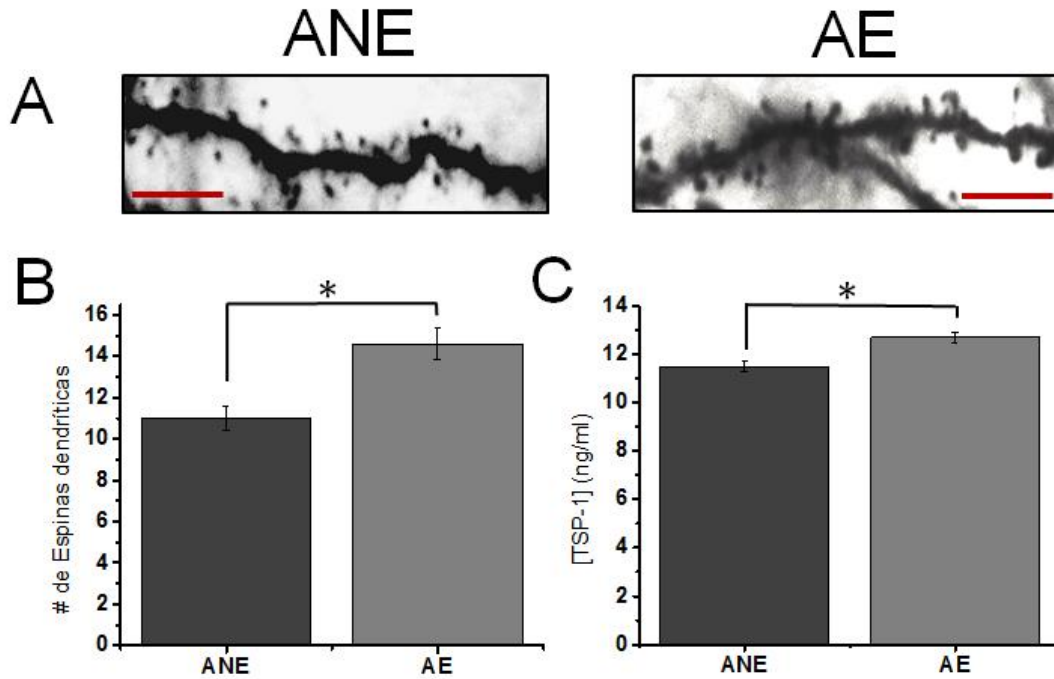 ANE
AE
A
B
*
16
14
12
10
8
6
4
2
0
# de Espinas dendríticas
ANE
AE
C
*
14
12
10
8
6
4
2
0
[TSP-1] (ng/ml)
ANE
AE